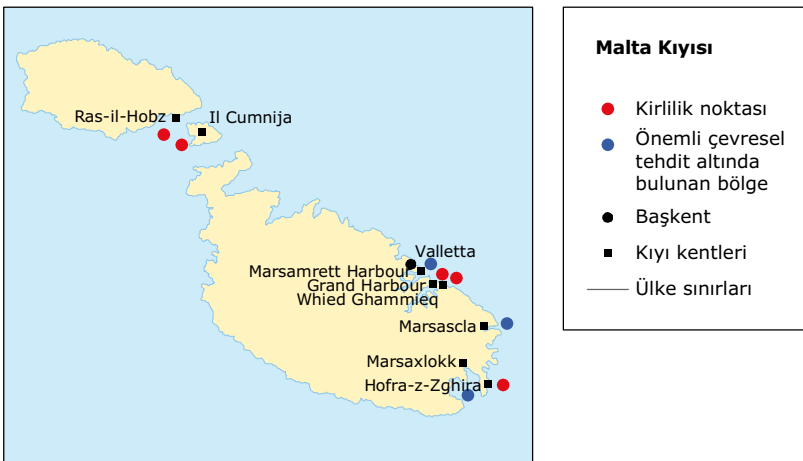 Ras-il-Hobz
Il Cumnija
Valletta
Marsamrett Harbour
Grand Harbour
Whied Ghammieq
Marsascla
Marsaxlokk
Hofra-z-Zghira
Malta Kıyısı
Kirlilik noktası
Önemli çevresel
tehdit altında
bulunan bölge
Başkent
Kıyı kentleri
Ülke sınırları